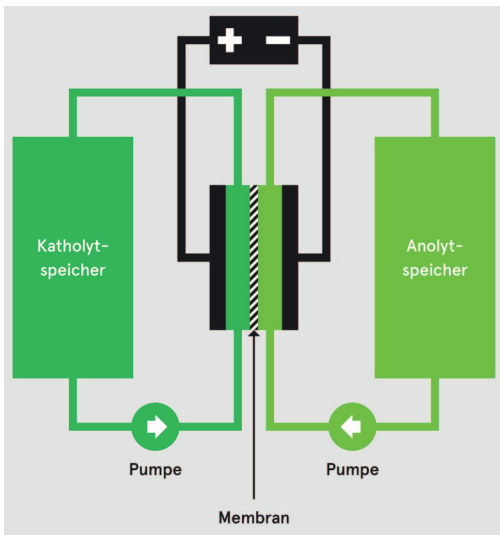 + −
Katholyt-
speicher
Anolyt-
speicher
Pumpe
Pumpe
Membran